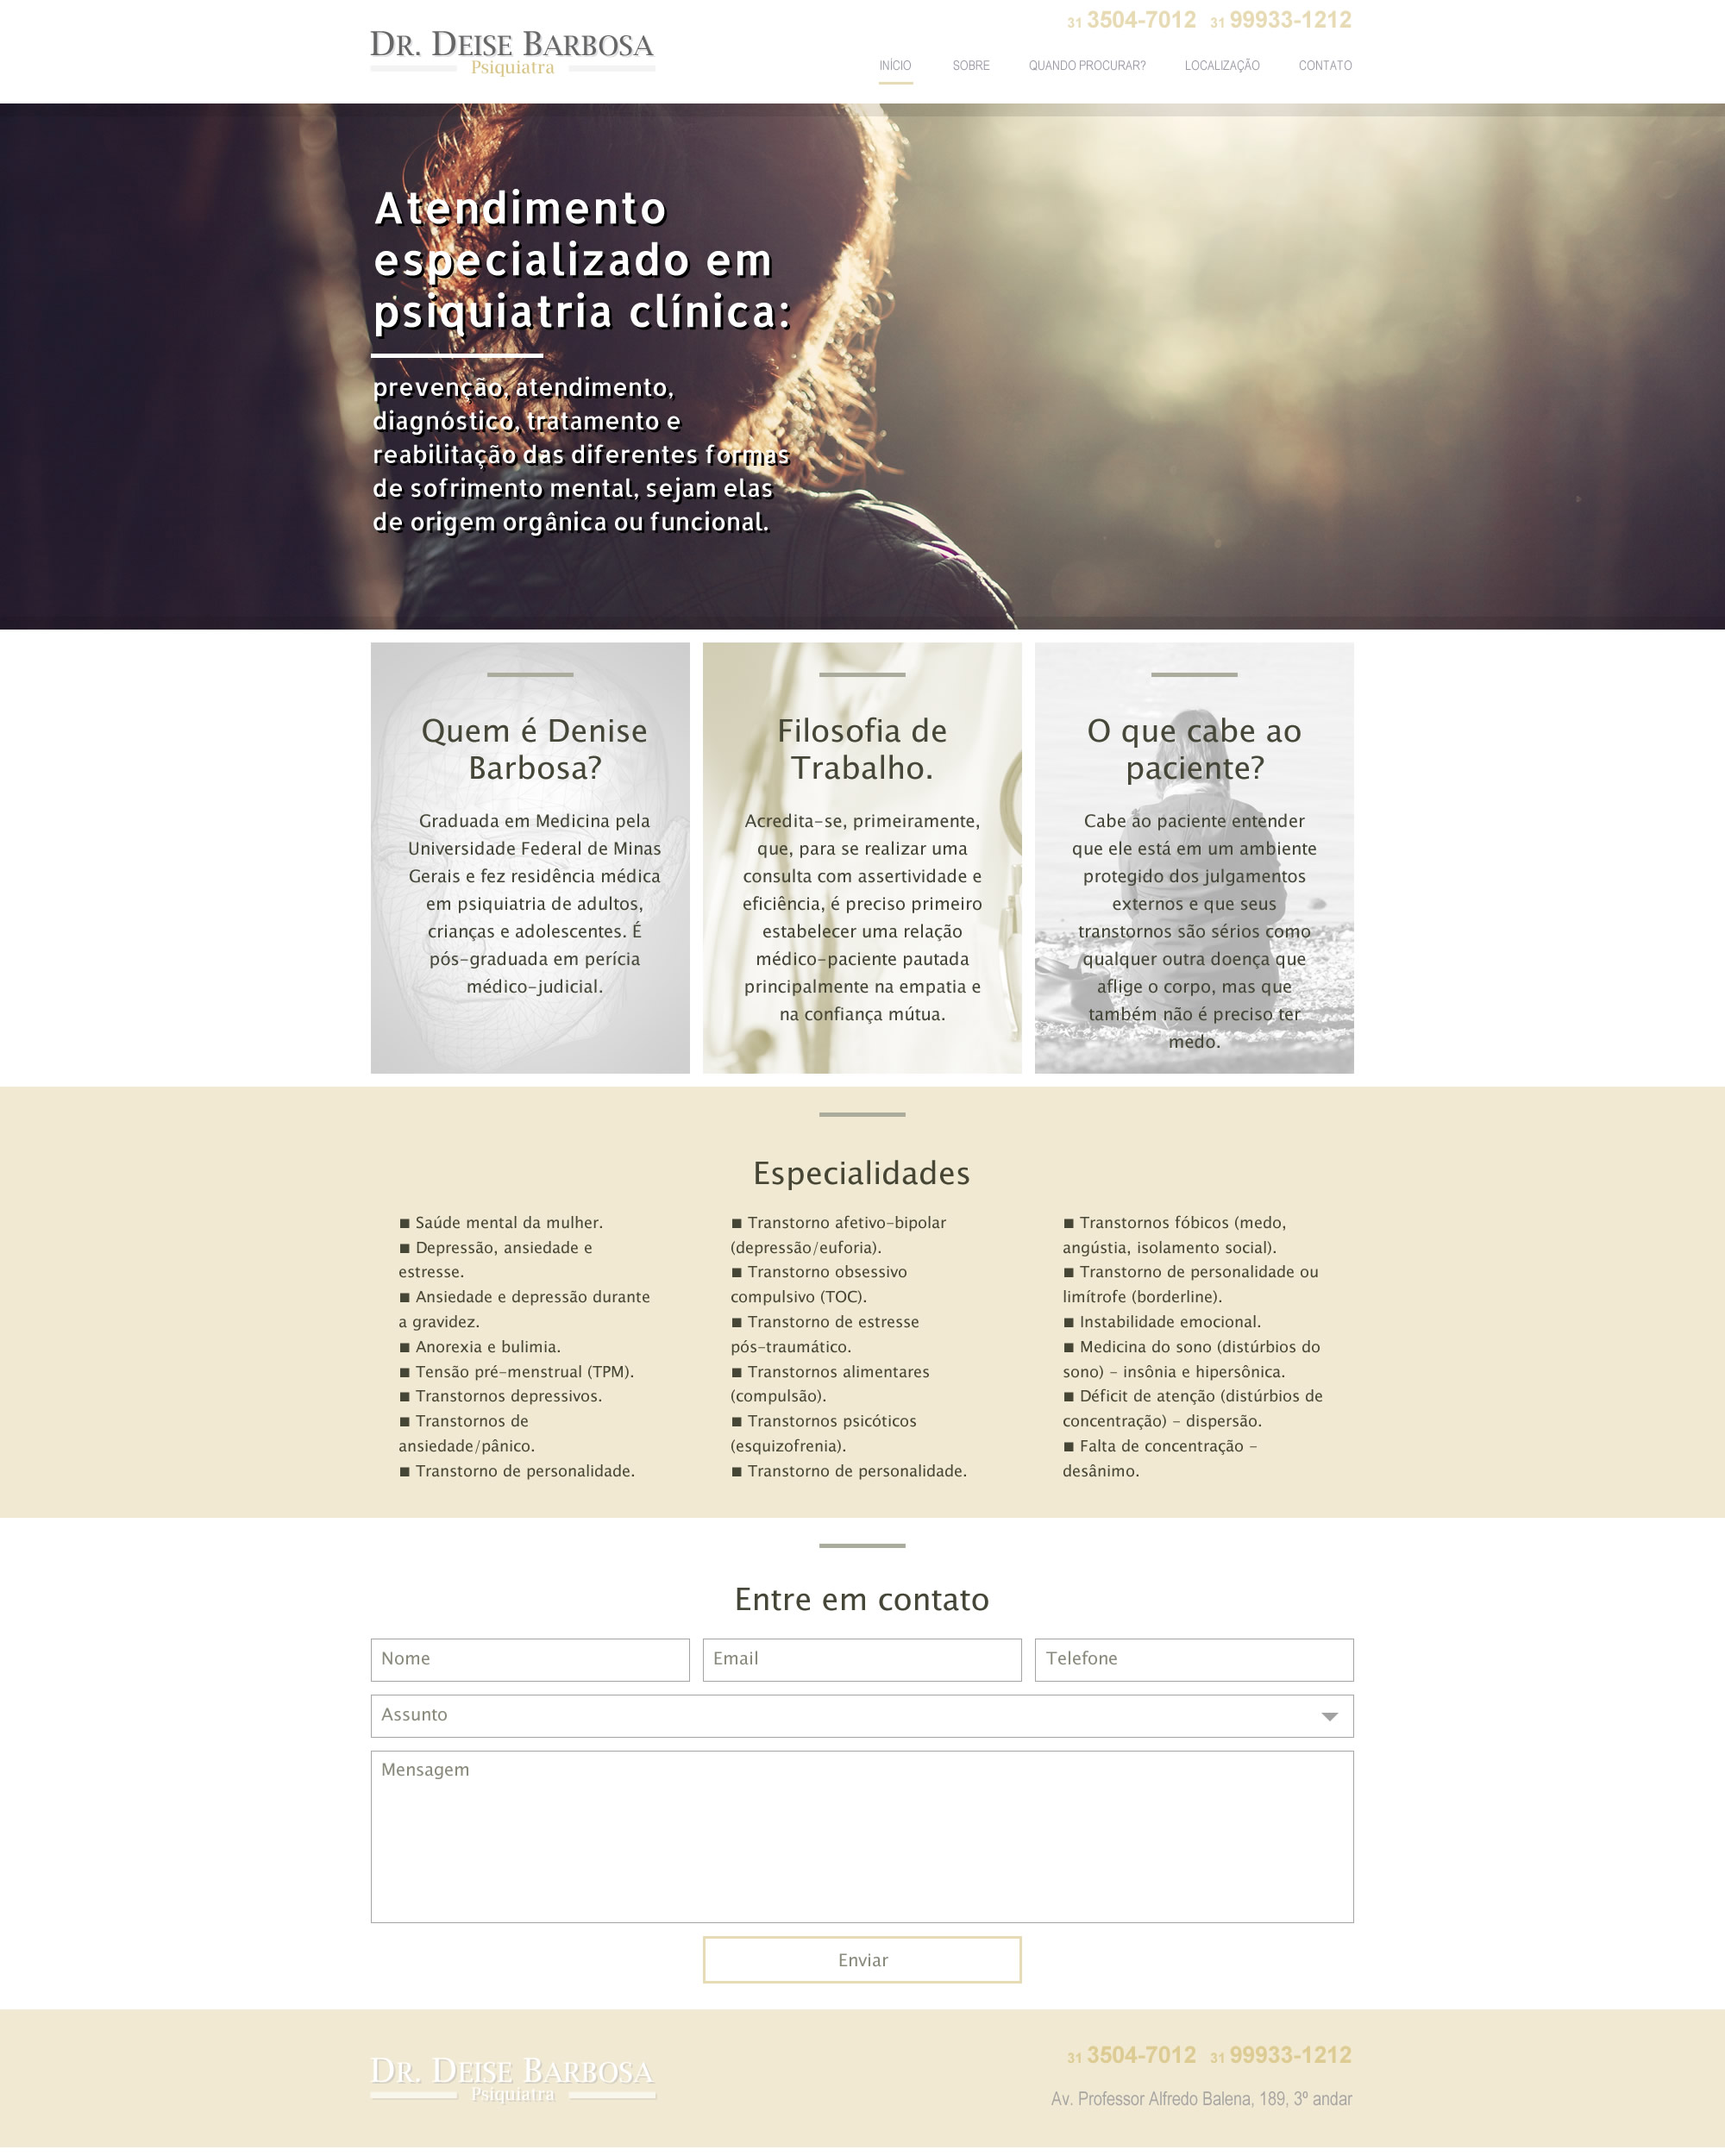 DR. DEISE BARBOSA
Psiquiatra
31 3504-7012 31 99933-1212
INÍCIO SOBRE QUANDO PROCURAR? LOCALIZAÇÃO CONTATO
Atendimento
especializado em
psiquiatria clínica:
prevenção, atendimento,
diagnóstico, tratamento e
reabilitação das diferentes formas
de sofrimento mental, sejam elas
de origem orgânica ou funcional.
Quem é Denise
Barbosa?
Graduada em Medicina pela
Universidade Federal de Minas
Gerais e fez residência médica
em psiquiatria de adultos,
crianças e adolescentes. É
pós-graduada em perícia
médico-judicial.
Filosofia de
Trabalho.
Acredita-se, primeiramente,
que, para se realizar uma
consulta com assertividade e
eficiência, é preciso primeiro
estabelecer uma relação
médico-paciente pautada
principalmente na empatia e
na confiança mútua.
O que cabe ao
paciente?
Cabe ao paciente entender
que ele está em um ambiente
protegido dos julgamentos
externos e que seus
transtornos são sérios como
qualquer outra doença que
aflige o corpo, mas que
também não é preciso ter
medo.
Especialidades
■ Saúde mental da mulher.
■ Depressão, ansiedade e
estresse.
■ Ansiedade e depressão durante
a gravidez.
■ Anorexia e bulimia.
■ Tensão pré-menstrual (TPM).
■ Transtornos depressivos.
■ Transtornos de
ansiedade/pânico.
■ Transtorno de personalidade.
■ Transtorno afetivo-bipolar
(depressão/euforia).
■ Transtorno obsessivo
compulsivo (TOC).
■ Transtorno de estresse
pós-traumático.
■ Transtornos alimentares
(compulsão).
■ Transtornos psicóticos
(esquizofrenia).
■ Transtorno de personalidade.
■ Transtornos fóbicos (medo,
angústia, isolamento social).
■ Transtorno de personalidade ou
limítrofe (borderline).
■ Instabilidade emocional.
■ Medicina do sono (distúrbios do
sono) - insônia e hipersônica.
■ Déficit de atenção (distúrbios de
concentração) - dispersão.
■ Falta de concentração -
desânimo.
Entre em contato
Nome
Email
Telefone
Assunto
Mensagem
Enviar
DR. DEISE BARBOSA
Psiquiatra
31 3504-7012 31 99933-1212
Av. Professor Alfredo Balena, 189, 3º andar